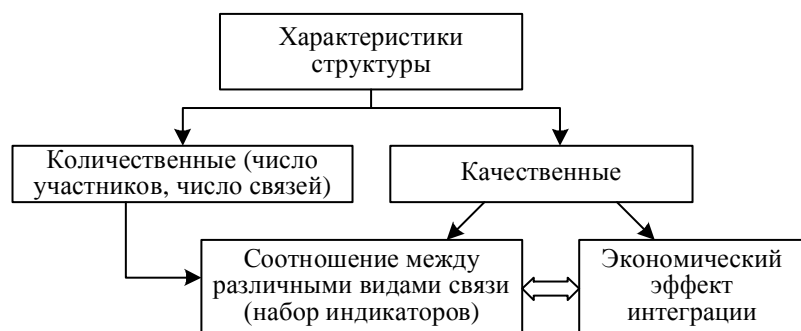 Характеристики
структуры
Количественные (число
участников, число связей)
Качественные
Соотношение между
различными видами связи
(набор индикаторов)
Экономический
эффект
интеграции